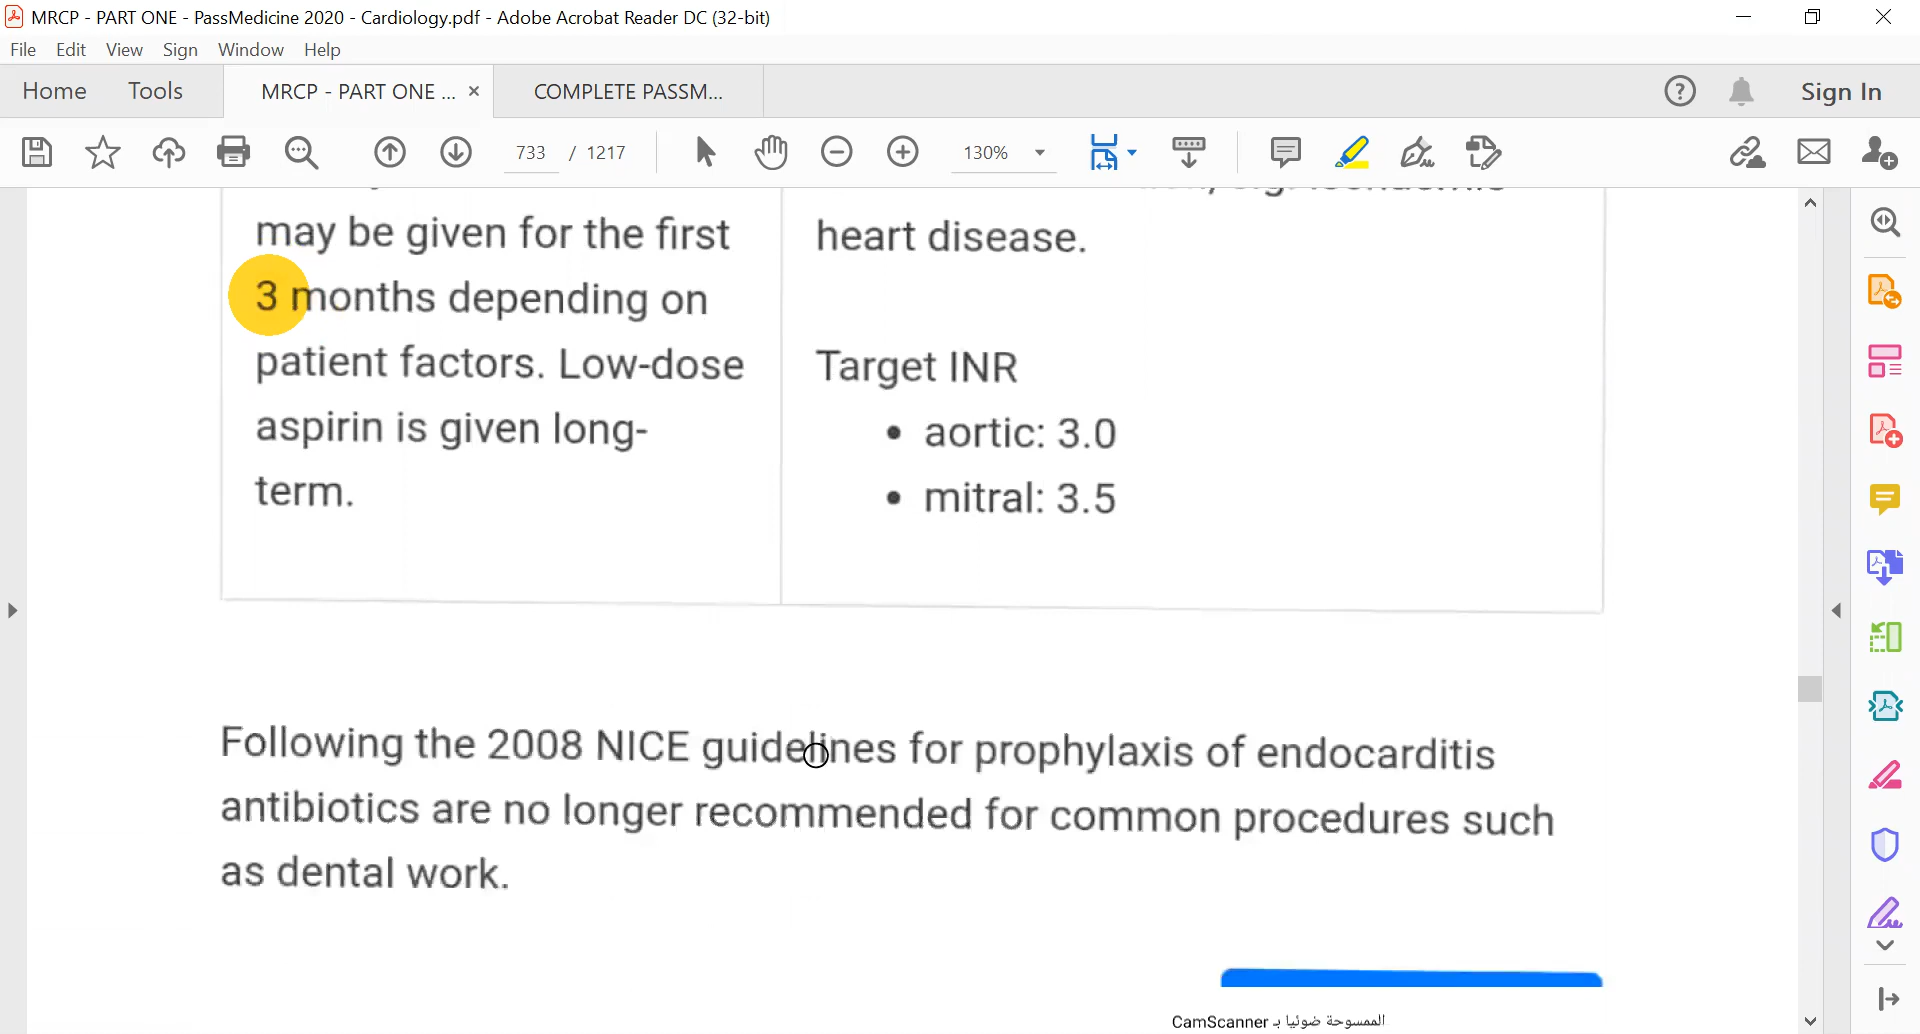 MRCP - PART ONE - PassMedicine 2020 - Cardiology.pdf - Adobe Acrobat Reader DC (32-bit)
File Edit View Sign Window Help
Home Tools MRCP - PART ONE ... × COMPLETE PASSM... Sign In
733 / 1217 130%
heart disease.
may be given for the first
3 months depending on
patient factors. Low-dose
aspirin is given long-
term.
Target INR
• aortic: 3.0
• mitral: 3.5
Following the 2008 NICE guidelines for prophylaxis of endocarditis
antibiotics are no longer recommended for common procedures such
as dental work.
الممسوحة ضوئيا بـ CamScanner